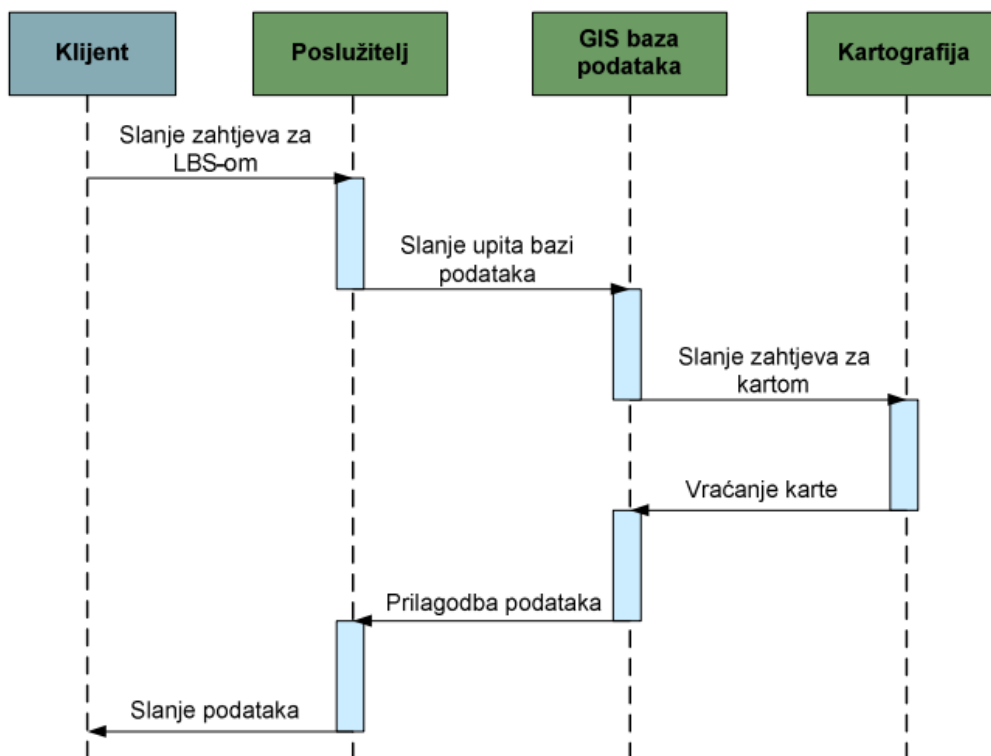 Klijent
Poslužitelj
GIS baza
podataka
Kartografija
Slanje zahtjeva za
LBS-om
Slanje upita bazi
podataka
Slanje zahtjeva za
kartom
Vraćanje karte
Prilagodba podataka
Slanje podataka